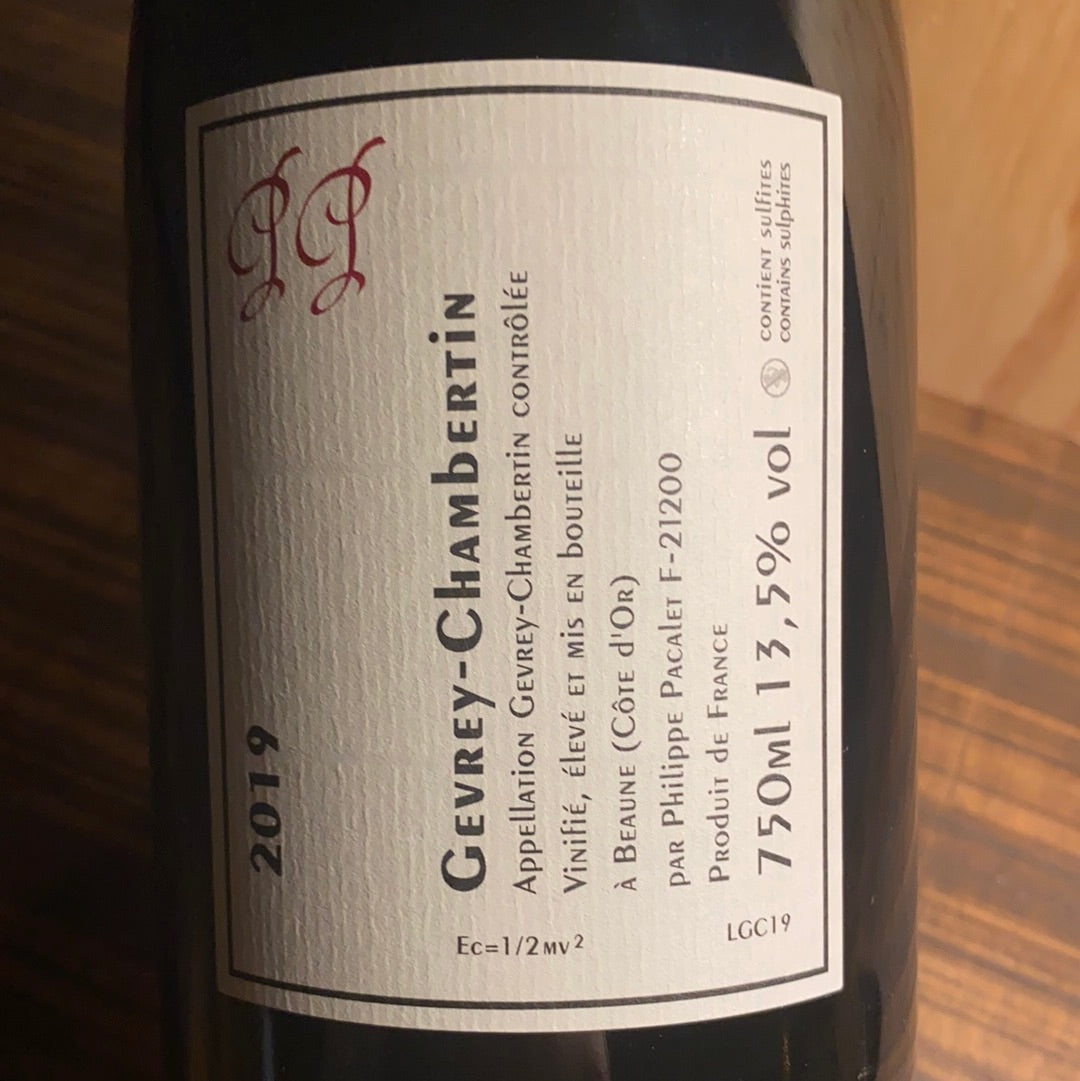 2019
PP
Gevrey-Chambertin
Appellation Gevrey-Chambertin contrôlée
Vinifié, élevé et mis en bouteille
à Beaune (Côte d'Or)
par Philippe Pacalet F-21200
Produit de France
750ml 13,5% vol
contient sulfites
contains sulphites
Ec=1/2mv²
LGC19